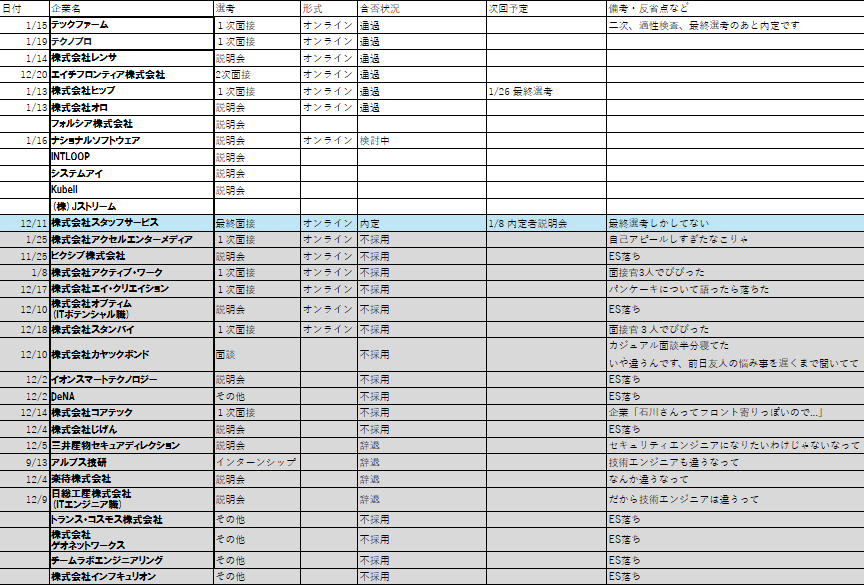 日付 企業名 選考 形式 合否状況 次回予定 備考・反省点など
1/15 テックファーム １次面接 オンライン 通過 二次、適性検査、最終選考のあと内定です
1/19 テクノプロ １次面接 オンライン 通過
1/14 株式会社レンサ 説明会 オンライン 通過
12/20 エイチフロンティア株式会社 2次面接 オンライン 通過
1/13 株式会社ヒップ １次面接 オンライン 通過 1/26 最終選考
1/13 株式会社オロ 説明会 オンライン 通過
フォルシア株式会社 説明会
1/16 ナショナルソフトウェア 説明会 オンライン 検討中
INTLOOP 説明会
システムアイ 説明会
Kubell 説明会
（株）Jストリーム
12/11 株式会社スタッフサービス 最終面接 オンライン 内定 1/8 内定者説明会 最終選考しかしてない
1/25 株式会社アクセルエンターメディア １次面接 オンライン 不採用 自己アピールしすぎたなこりゃ
11/25 ピクシブ株式会社 説明会 オンライン 不採用 ES落ち
1/8 株式会社アクティブ・ワーク １次面接 オンライン 不採用 面接官3人でびびった
12/17 株式会社エイ・クリエイション １次面接 オンライン 不採用 パンケーキについて語ったら落ちた
12/10 株式会社オプティム
（ITポテンシャル職） 説明会 オンライン 不採用 ES落ち
12/18 株式会社スタンバイ １次面接 オンライン 不採用 面接官３人でびびった
12/10 株式会社カヤックボンド 面談 不採用 カジュアル面談半分寝てた
いや違うんです、前日友人の悩み事を遅くまで聞いてて
12/2 イオンスマートテクノロジー 説明会 不採用 ES落ち
12/2 DeNA その他 不採用 ES落ち
12/14 株式会社コアテック １次面接 不採用 企業「石川さんってフロント寄りっぽいので...」
12/4 株式会社じげん 説明会 不採用 ES落ち
12/5 三井産物セキュアディレクション 説明会 辞退 セキュリティエンジニアになりたいわけじゃないなって
9/13 アルプス技研 インターンシップ 辞退 技術エンジニアも違うなって
12/4 楽待株式会社 説明会 辞退 なんか違うなって
12/9 日総工産株式会社
（ITエンジニア職） 説明会 辞退 だから技術エンジニアは違うって
トランス・コスモス株式会社 その他 不採用 ES落ち
株式会社
ゲオネットワークス その他 不採用 ES落ち
チームラボエンジニアリング その他 不採用 ES落ち
株式会社インフキュリオン その他 不採用 ES落ち